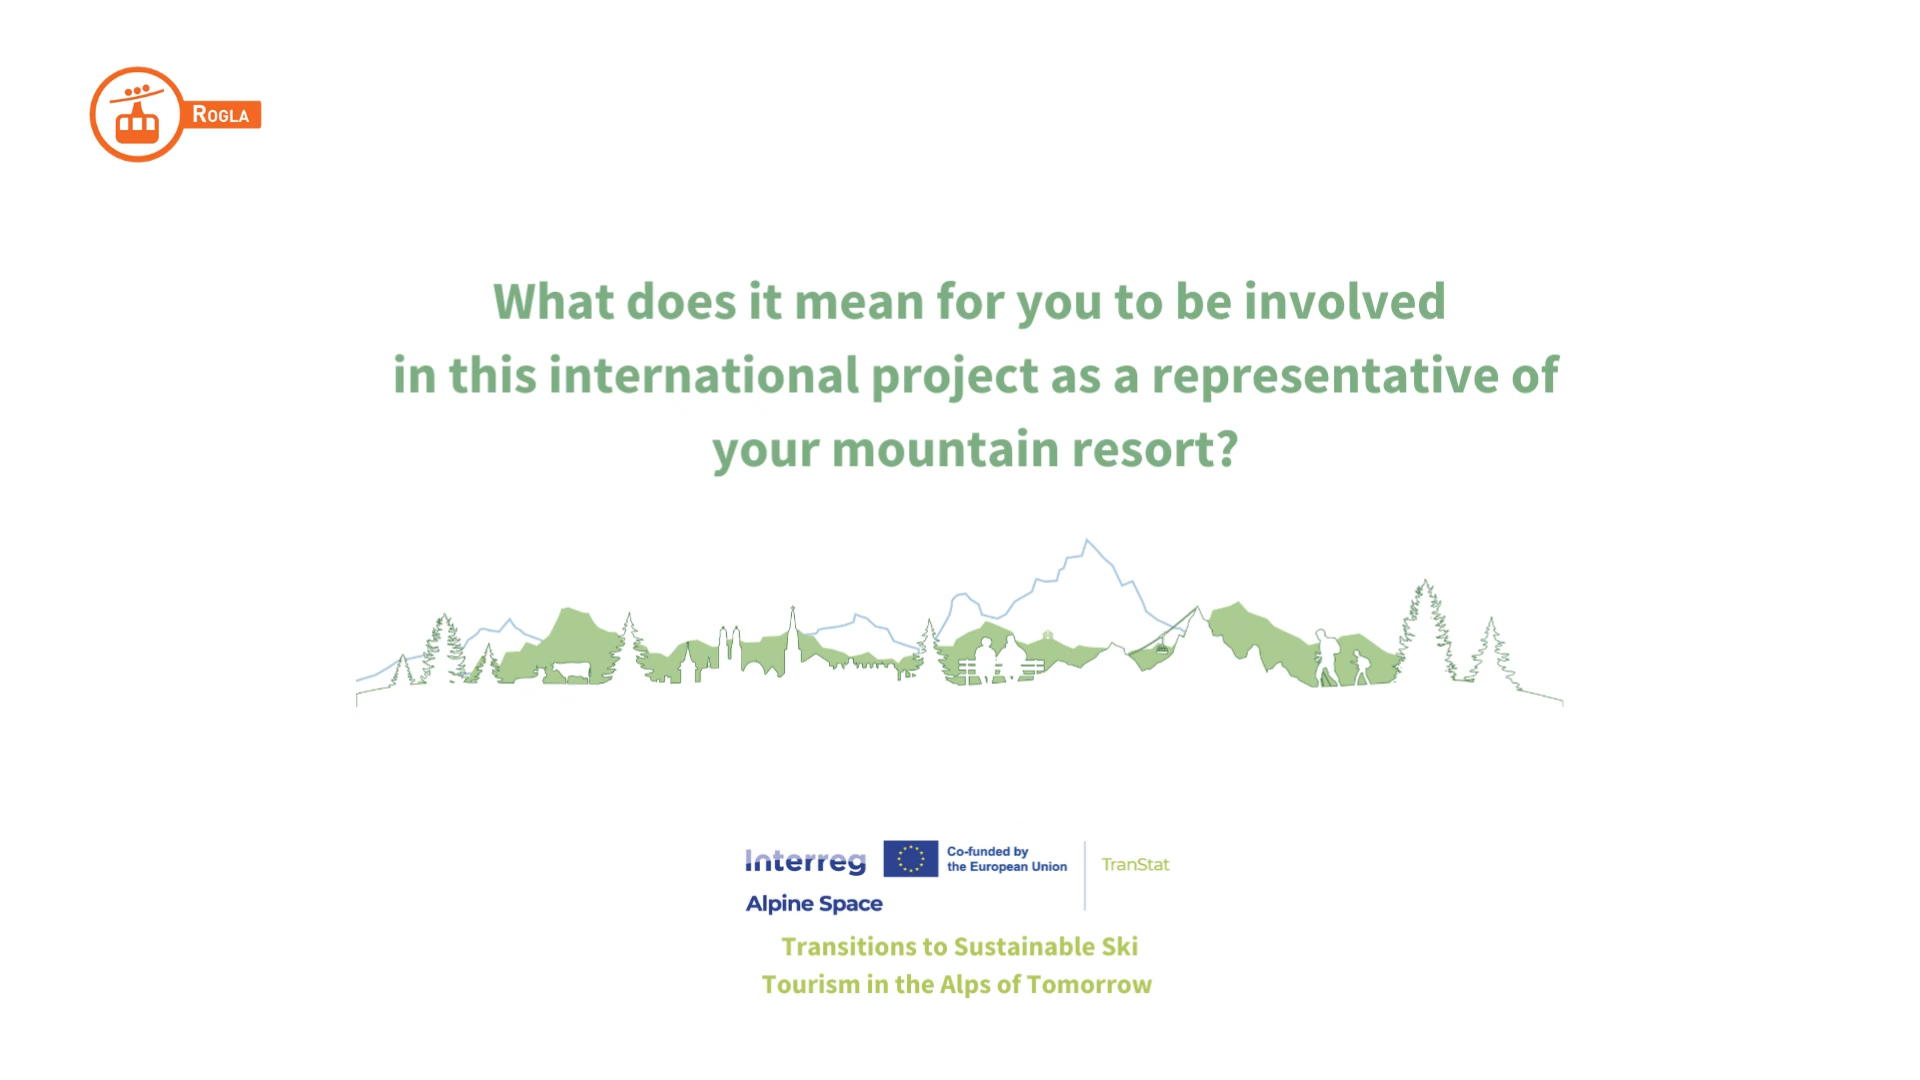 ROGLA
What does it mean for you to be involved
in this international project as a representative of
your mountain resort?
Interreg
Co-funded by
the European Union
TranStat
Alpine Space
Transitions to Sustainable Ski
Tourism in the Alps of Tomorrow